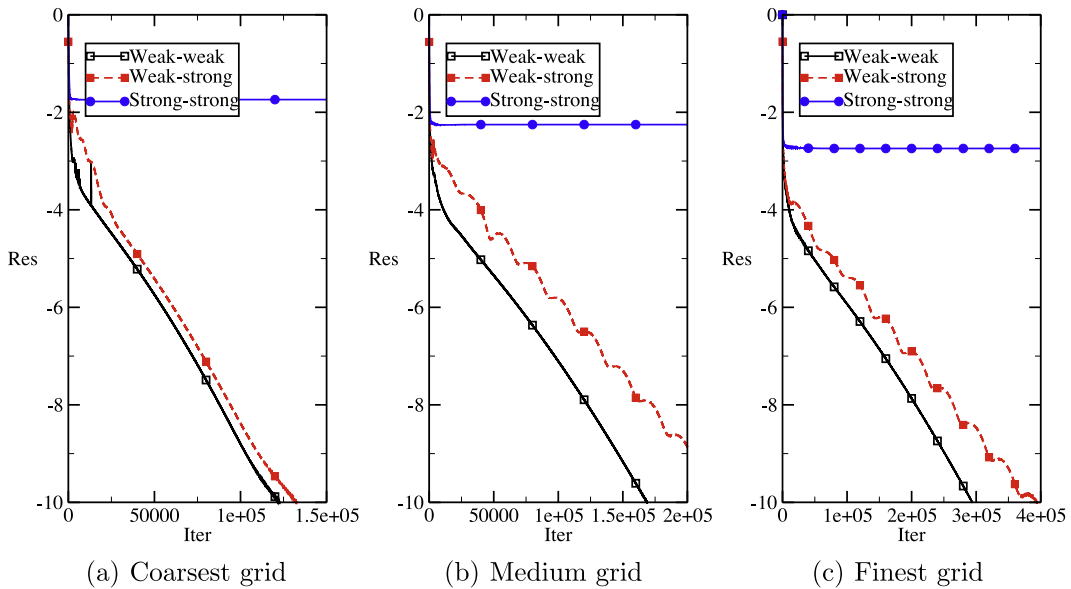 0
-2
-4
-6
-8
-10
Res
Weak-weak
Weak-strong
Strong-strong
0
50000
1e+05
1.5e+05
Iter
(a) Coarsest grid
0
-2
-4
-6
-8
-10
Res
Weak-weak
Weak-strong
Strong-strong
0
50000
1e+05
1.5e+05
2e+05
Iter
(b) Medium grid
0
-2
-4
-6
-8
-10
Res
Weak-weak
Weak-strong
Strong-strong
0
1e+05
2e+05
3e+05
4e+05
Iter
(c) Finest grid